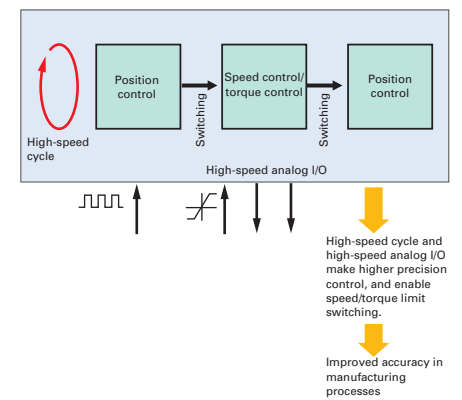 Position
control
Switching
Speed control/
torque control
Switching
Position
control
High-speed
cycle
High-speed analog I/O
High-speed cycle and
high-speed analog I/O
make higher precision
control, and enable
speed/torque limit
switching.
Improved accuracy in
manufacturing
processes